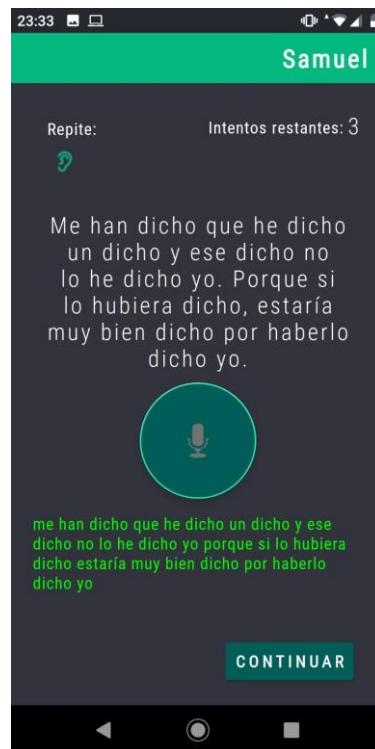 23:33
Samuel
Repite:
Intentos restantes: 3
Me han dicho que he dicho
un dicho y ese dicho no
lo he dicho yo. Porque si
lo hubiera dicho, estaría
muy bien dicho por haberlo
dicho yo.
me han dicho que he dicho un dicho y ese
dicho no lo he dicho yo porque si lo hubiera
dicho estaría muy bien dicho por haberlo
dicho yo
CONTINUAR